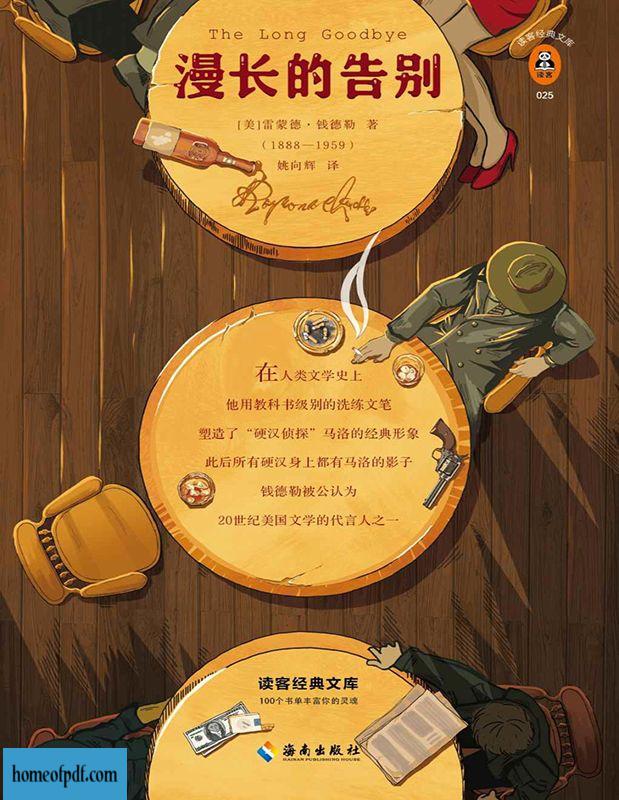 The Long Goodbye
漫长的告别
读客经典文库
读客
025
[美]雷蒙德·钱德勒 著
(1888—1959)
姚向辉 译
在人类文学史上
他用教科书级别的洗练文笔
塑造了“硬汉侦探”马洛的经典形象
此后所有硬汉身上都有马洛的影子
钱德勒被公认为
20世纪美国文学的代言人之一
读客经典文库
100个书单丰富你的灵魂
海南出版社
HAINAN PUBLISHING HOUSE
homeofpdf.com